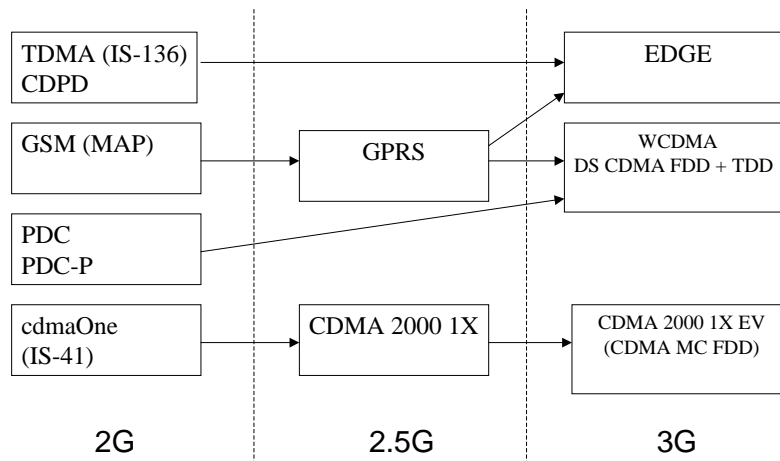 TDMA (IS-136)
CDPD
EDGE
GSM (MAP)
GPRS
WCDMA
DS CDMA FDD + TDD
PDC
PDC-P
cdmaOne
(IS-41)
CDMA 2000 1X
CDMA 2000 1X EV
(CDMA MC FDD)
2G
2.5G
3G